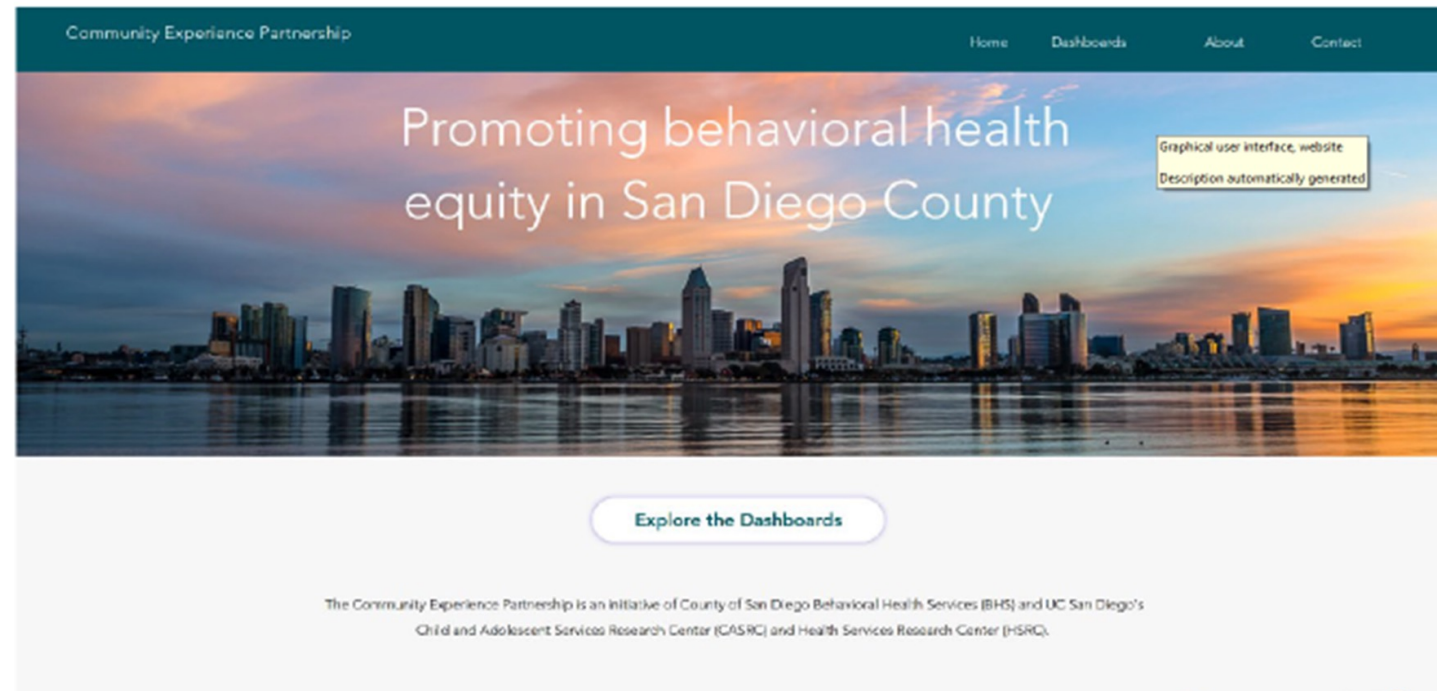 Community Experience Partnership
Home Dashboards About Contact
Promoting behavioral health
equity in San Diego County
Graphical user interface, website
Description automatically generated
Explore the Dashboards
The Community Experience Partnership is an initiative of County of San Diego Behavioral Health Services (BHS) and UC San Diego's
Child and Adolescent Services Research Center (CASRC) and Health Services Research Center (HSRC).